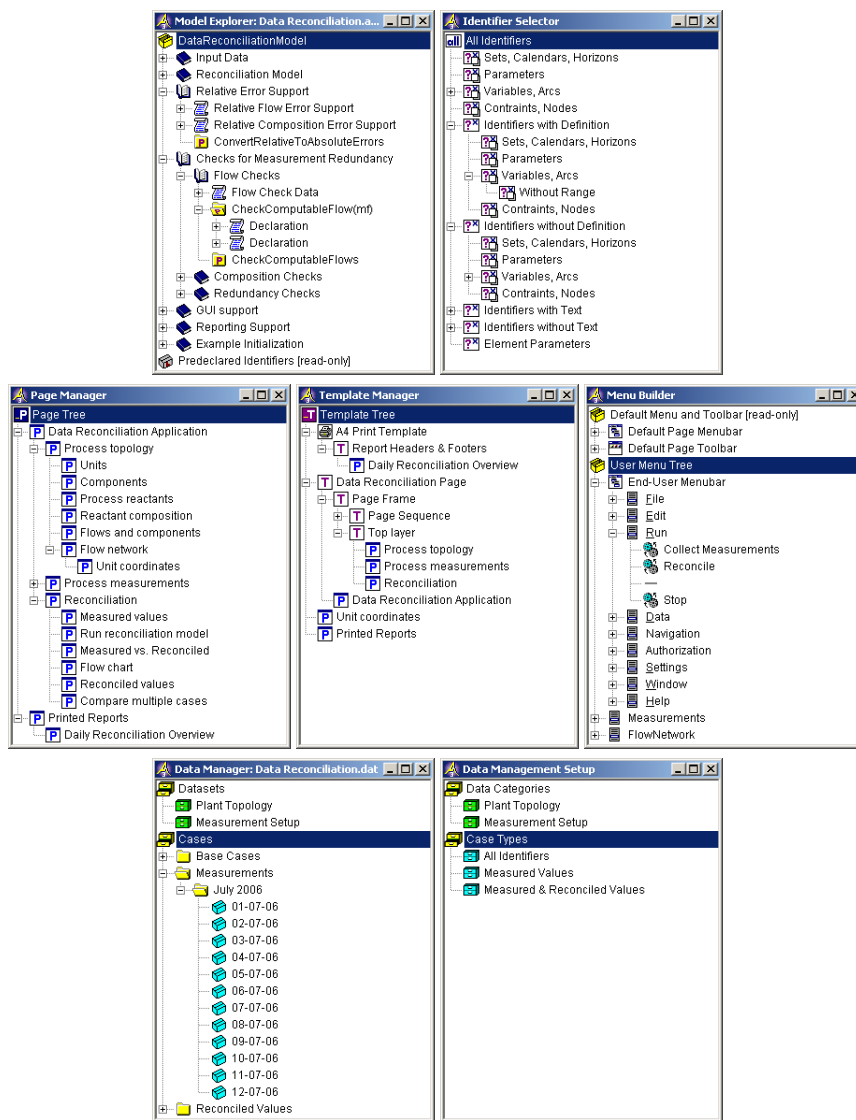 Model Explorer: Data Reconciliation.a...
DataReconciliationModel
Input Data
Reconciliation Model
Relative Error Support
Relative Flow Error Support
Relative Composition Error Support
ConvertRelativeToAbsoluteErrors
Checks for Measurement Redundancy
Flow Checks
Flow Check Data
CheckComputableFlow(mf)
Declaration
Declaration
CheckComputableFlows
Composition Checks
Redundancy Checks
GUI support
Reporting Support
Example Initialization
Predeclared Identifiers [read-only]
Identifier Selector
All Identifiers
Sets, Calendars, Horizons
Parameters
Variables, Arcs
Contraints, Nodes
Identifiers with Definition
Sets, Calendars, Horizons
Parameters
Variables, Arcs
Without Range
Contraints, Nodes
Identifiers without Definition
Sets, Calendars, Horizons
Parameters
Variables, Arcs
Contraints, Nodes
Identifiers with Text
Identifiers without Text
Element Parameters
Page Manager
Page Tree
Data Reconciliation Application
Process topology
Units
Components
Process reactants
Reactant composition
Flows and components
Flow network
Unit coordinates
Process measurements
Reconciliation
Measured values
Run reconciliation model
Measured vs. Reconciled
Flow chart
Reconciled values
Compare multiple cases
Printed Reports
Daily Reconciliation Overview
Template Manager
Template Tree
A4 Print Template
Report Headers & Footers
Daily Reconciliation Overview
Data Reconciliation Page
Page Frame
Page Sequence
Top layer
Process topology
Process measurements
Reconciliation
Data Reconciliation Application
Unit coordinates
Printed Reports
Menu Builder
Default Menu and Toolbar [read-only]
Default Page Menubar
Default Page Toolbar
User Menu Tree
End-User Menubar
File
Edit
Run
Collect Measurements
Reconcile
Stop
Data
Navigation
Authorization
Settings
Window
Help
Measurements
FlowNetwork
Data Manager: Data Reconciliation.dat
Datasets
Plant Topology
Measurement Setup
Cases
Base Cases
Measurements
July 2006
01-07-06
02-07-06
03-07-06
04-07-06
05-07-06
06-07-06
07-07-06
08-07-06
09-07-06
10-07-06
11-07-06
12-07-06
Reconciled Values
Data Management Setup
Data Categories
Plant Topology
Measurement Setup
Case Types
All Identifiers
Measured Values
Measured & Reconciled Values